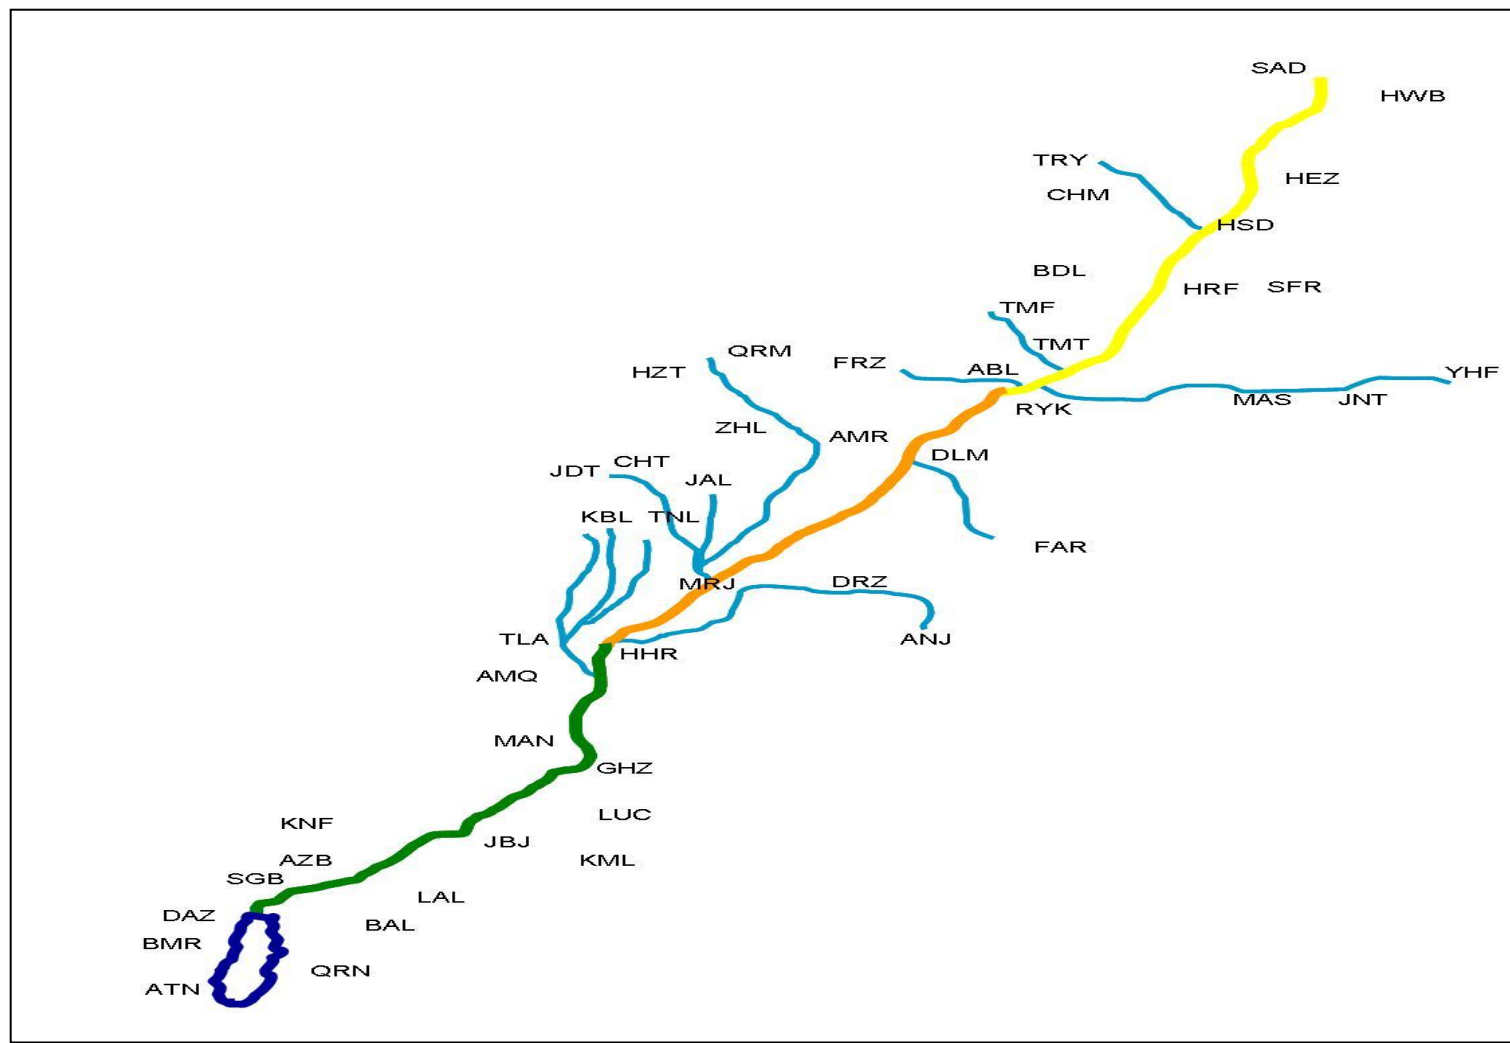 SAD
HWB
TRY
HEZ
CHM
HSD
BDL
HRF SFR
TMF
TMT
QRM
FRZ ABL
HZT
YHF
MAS JNT
RYK
ZHL
AMR
DLM
CHT
JDT
JAL
KBL TNL
FAR
MRJ DRZ
TLA
ANJ
HHR
AMQ
MAN
GHZ
LUC
KNF
JBJ
AZB
KML
SGB
LAL
DAZ
BAL
BMR
QRN
ATN